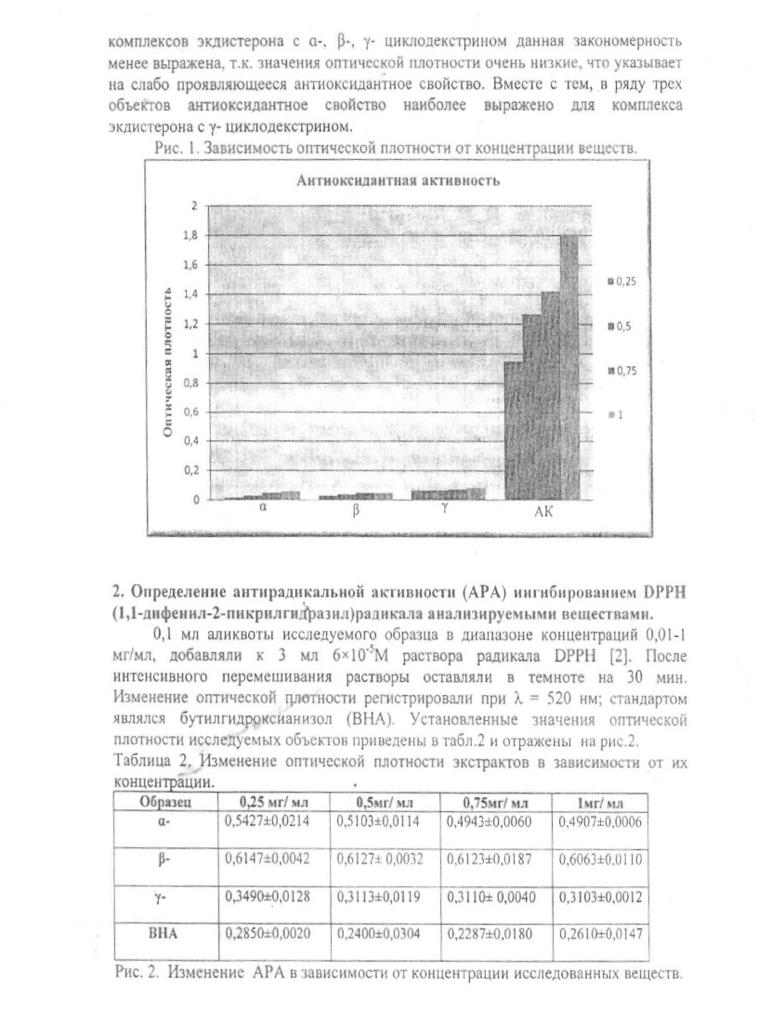 комплексов экдистерона с α-, β-, γ- циклодекстрином данная закономерность
менее выражена, т.к. значения оптической плотности очень низкие, что указывает
на слабо проявляющееся антиоксидантное свойство. Вместе с тем, в ряду трех
объектов антиоксидантное свойство наиболее выражено для комплекса
экдистерона с γ- циклодекстрином.
Рис. 1. Зависимость оптической плотности от концентрации веществ.
Антиоксидантная активность
Оптическая плотность
2
1,8
1,6
1,4
1,2
1
0,8
0,6
0,4
0,2
0
α β γ АК
0,25
0,5
0,75
1
2. Определение антирадикальной активности (АРА) ингибированием DPPH
(1,1-дифенил-2-пикрилгидразил)радикала анализируемыми веществами.
0,1 мл аликвоты исследуемого образца в диапазоне концентраций 0,01-1
мг/мл, добавляли к 3 мл 6×10⁻⁵М раствора радикала DPPH [2]. После
интенсивного перемешивания растворы оставляли в темноте на 30 мин.
Изменение оптической плотности регистрировали при λ = 520 нм; стандартом
являлся бутилгидроксианизол (ВНА). Установленные значения оптической
плотности исследуемых объектов приведены в табл.2 и отражены на рис.2.
Таблица 2. Изменение оптической плотности экстрактов в зависимости от их
концентрации.
Образец 0,25 мг/ мл 0,5мг/ мл 0,75мг/ мл 1мг/ мл
α- 0,5427±0,0214 0,5103±0,0114 0,4943±0,0060 0,4907±0,0006
β- 0,6147±0,0042 0,6127± 0,0032 0,6123±0,0187 0,6063±0,0110
γ- 0,3490±0,0128 0,3113±0,0119 0,3110± 0,0040 0,3103±0,0012
ВНА 0,2850±0,0020 0,2400±0,0304 0,2287±0,0180 0,2610±0,0147
Рис. 2. Изменение АРА в зависимости от концентрации исследованных веществ.